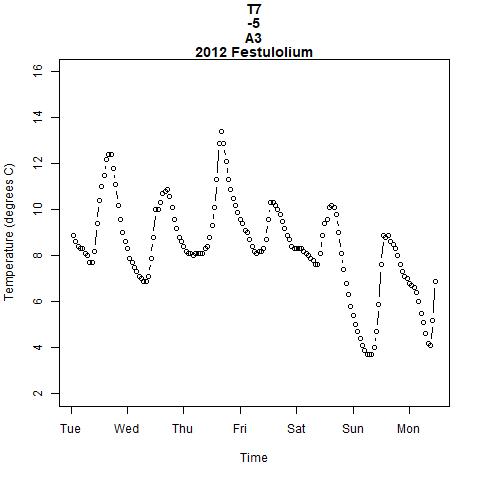 T7
-5
A3
2012 Festulolium
Temperature (degrees C)
16
14
12
10
8
6
4
2
Tue Wed Thu Fri Sat Sun Mon
Time